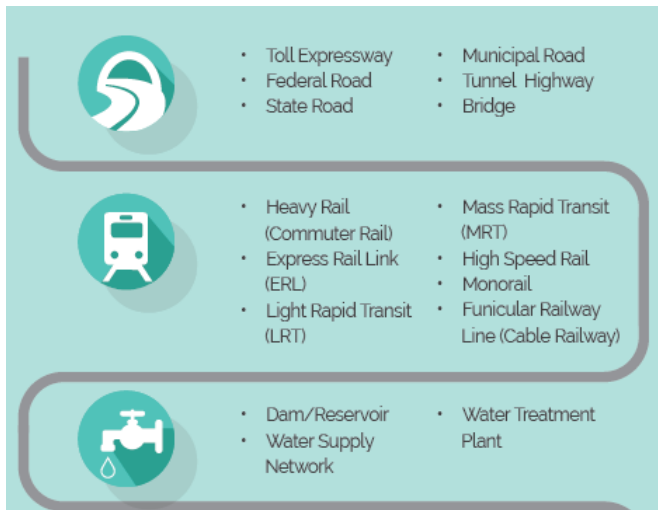 • Toll Expressway
• Federal Road
• State Road
• Municipal Road
• Tunnel Highway
• Bridge
• Heavy Rail
(Commuter Rail)
• Express Rail Link
(ERL)
• Light Rapid Transit
(LRT)
• Mass Rapid Transit
(MRT)
• High Speed Rail
• Monorail
• Funicular Railway
Line (Cable Railway)
• Dam/Reservoir
• Water Supply
Network
• Water Treatment
Plant